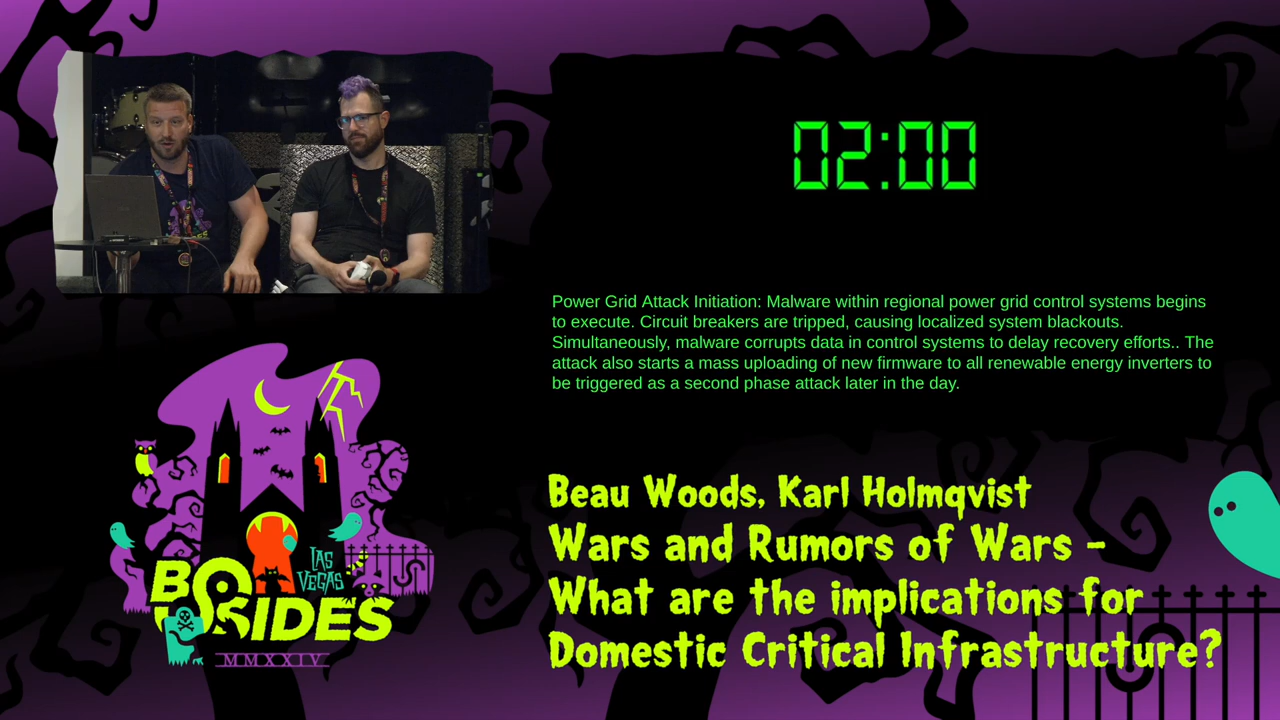 02:00
Power Grid Attack Initiation: Malware within regional power grid control systems begins
to execute. Circuit breakers are tripped, causing localized system blackouts.
Simultaneously, malware corrupts data in control systems to delay recovery efforts.. The
attack also starts a mass uploading of new firmware to all renewable energy inverters to
be triggered as a second phase attack later in the day.
Beau Woods, Karl Holmqvist
Wars and Rumors of Wars -
What are the implications for
Domestic Critical Infrastructure?
LAS
VEGAS
BSIDES
MMXXIV